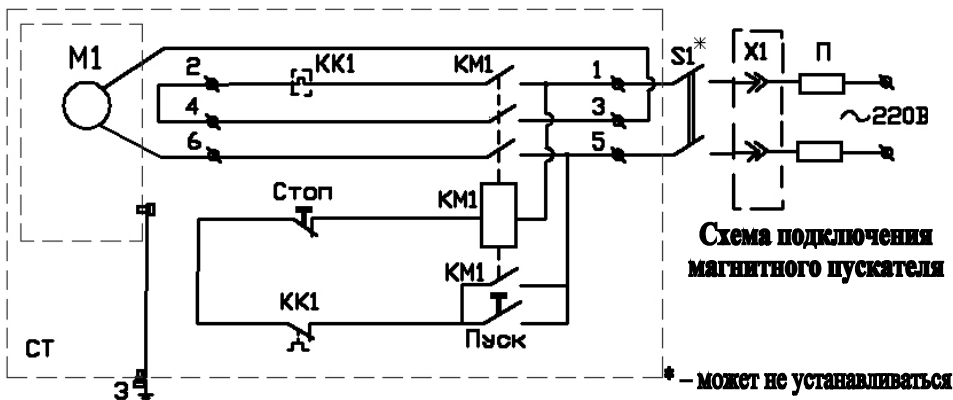 M1
2
KK1
KM1
1
S1*
X1
П
4
3
~220В
6
5
Стоп
KM1
Схема подключения
магнитного пускателя
KM1
KK1
Пуск
СТ
З
* – может не устанавливаться